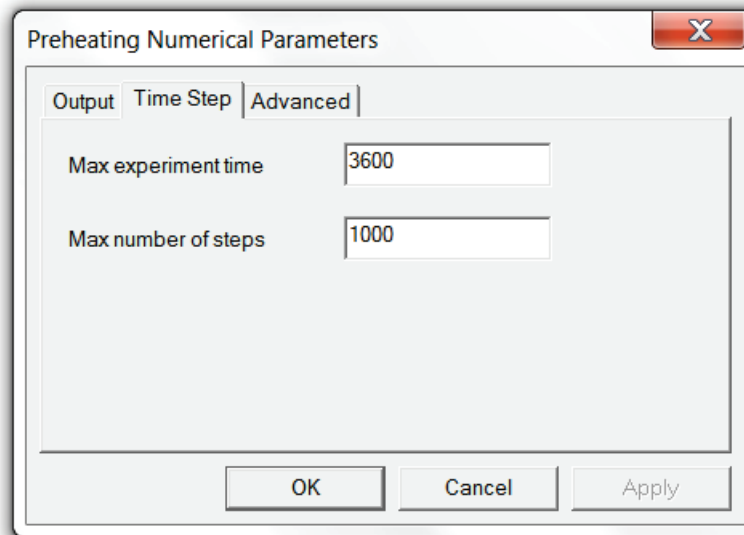 Preheating Numerical Parameters
Output Time Step Advanced
Max experiment time 3600
Max number of steps 1000
OK Cancel Apply